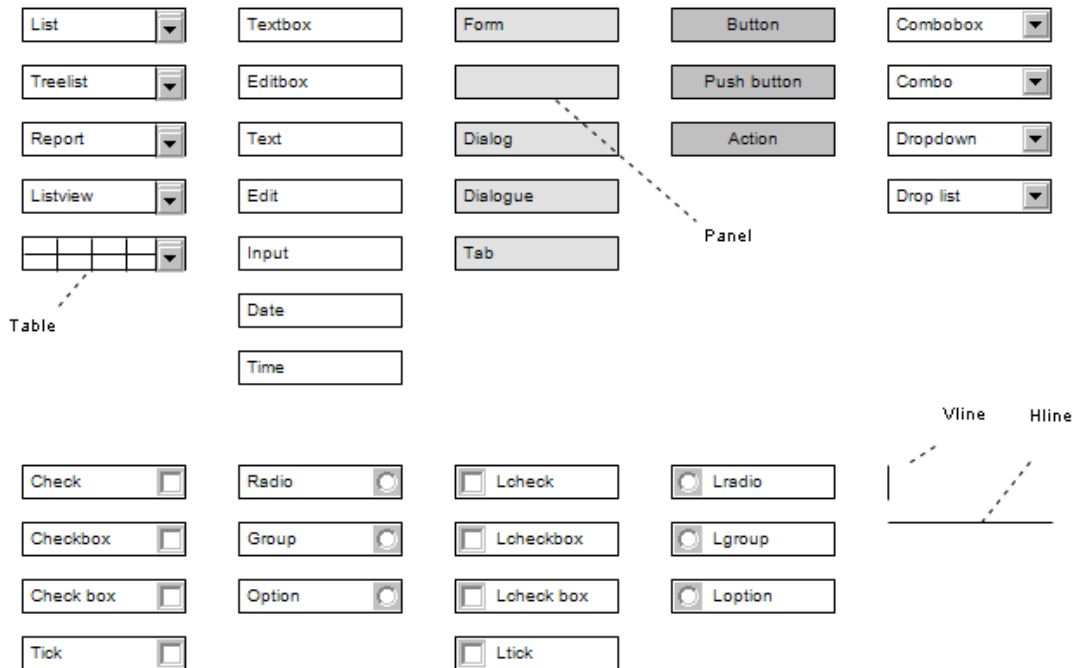 List Textbox Form Button Combobox
Treelist Editbox Push button Combo
Report Text Dialog Action Dropdown
Listview Edit Dialogue Drop list
Panel
Input Tab
Date
Table
Time
Vline Hline
Check Radio Lcheck Lradio
Checkbox Group Lcheckbox Lgroup
Check box Option Lcheck box Loption
Tick Ltick